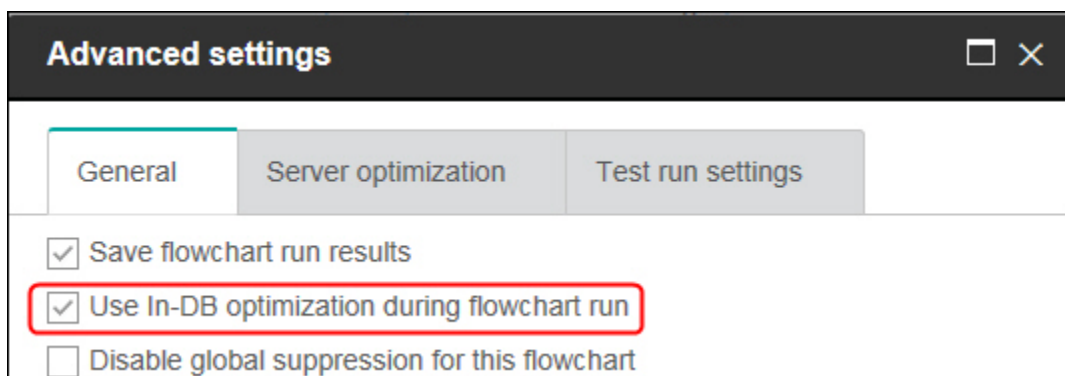 Advanced settings
General Server optimization Test run settings
Save flowchart run results
Use In-DB optimization during flowchart run
Disable global suppression for this flowchart